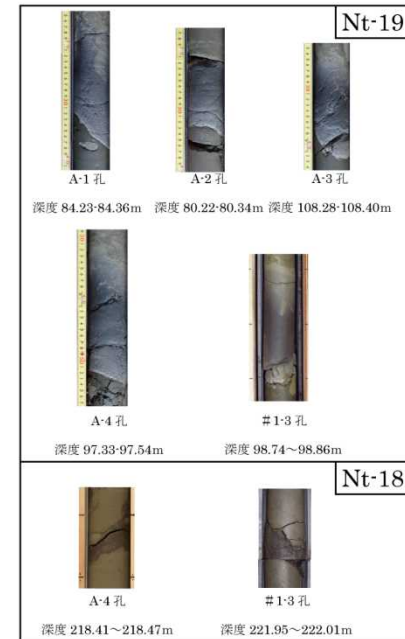 Nt-19
A-1 孔 A-2 孔 A-3 孔
深度 84.23-84.36m 深度 80.22-80.34m 深度 108.28-108.40m
A-4 孔 #1-3 孔
深度 97.33-97.54m 深度 98.74～98.86m
Nt-18
A-4 孔 #1-3 孔
深度 218.41～218.47m 深度 221.95～222.01m